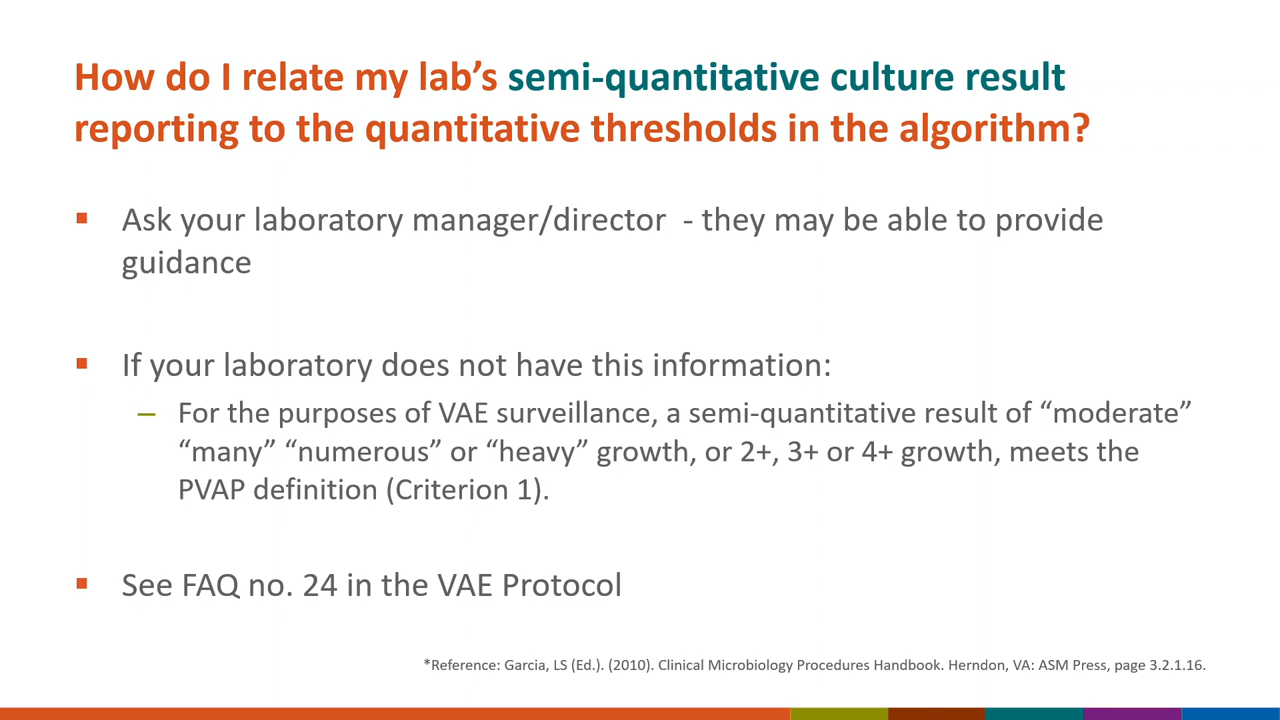 How do I relate my lab’s semi-quantitative culture result
reporting to the quantitative thresholds in the algorithm?
▪ Ask your laboratory manager/director - they may be able to provide
guidance
▪ If your laboratory does not have this information:
– For the purposes of VAE surveillance, a semi-quantitative result of “moderate”
“many” “numerous” or “heavy” growth, or 2+, 3+ or 4+ growth, meets the
PVAP definition (Criterion 1).
▪ See FAQ no. 24 in the VAE Protocol
*Reference: Garcia, LS (Ed.). (2010). Clinical Microbiology Procedures Handbook. Herndon, VA: ASM Press, page 3.2.1.16.